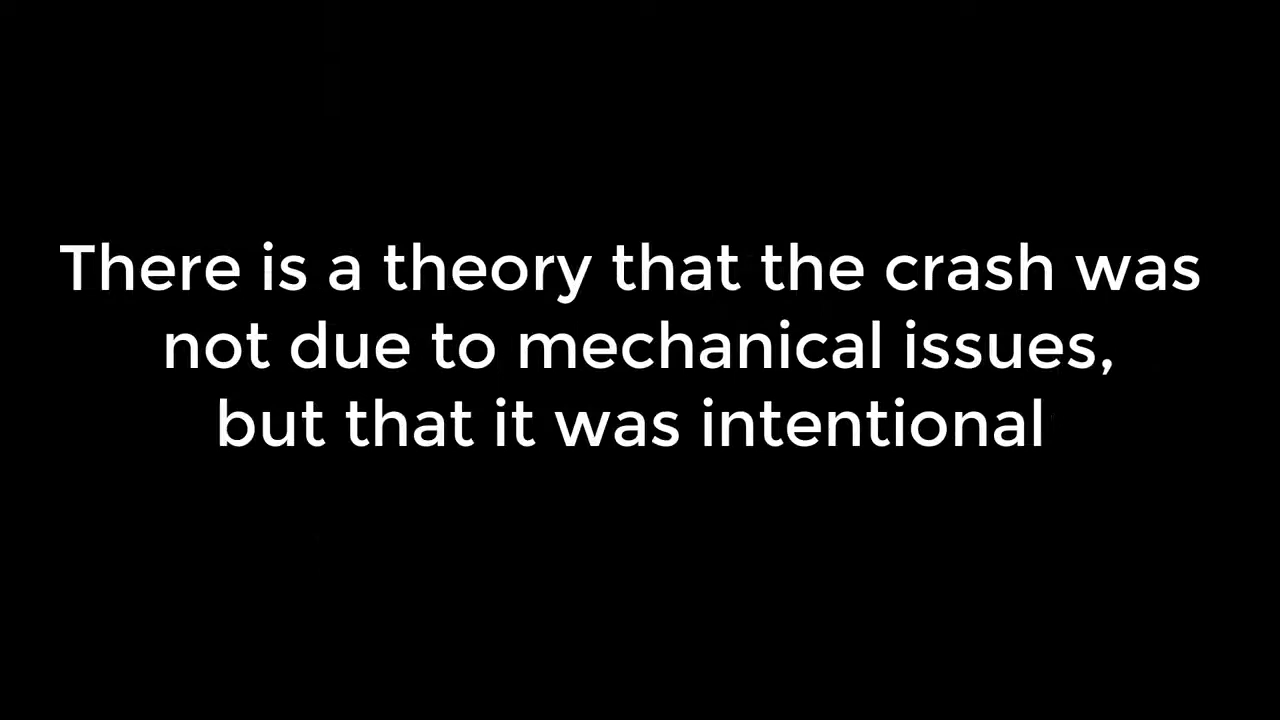 There is a theory that the crash was
not due to mechanical issues,
but that it was intentional